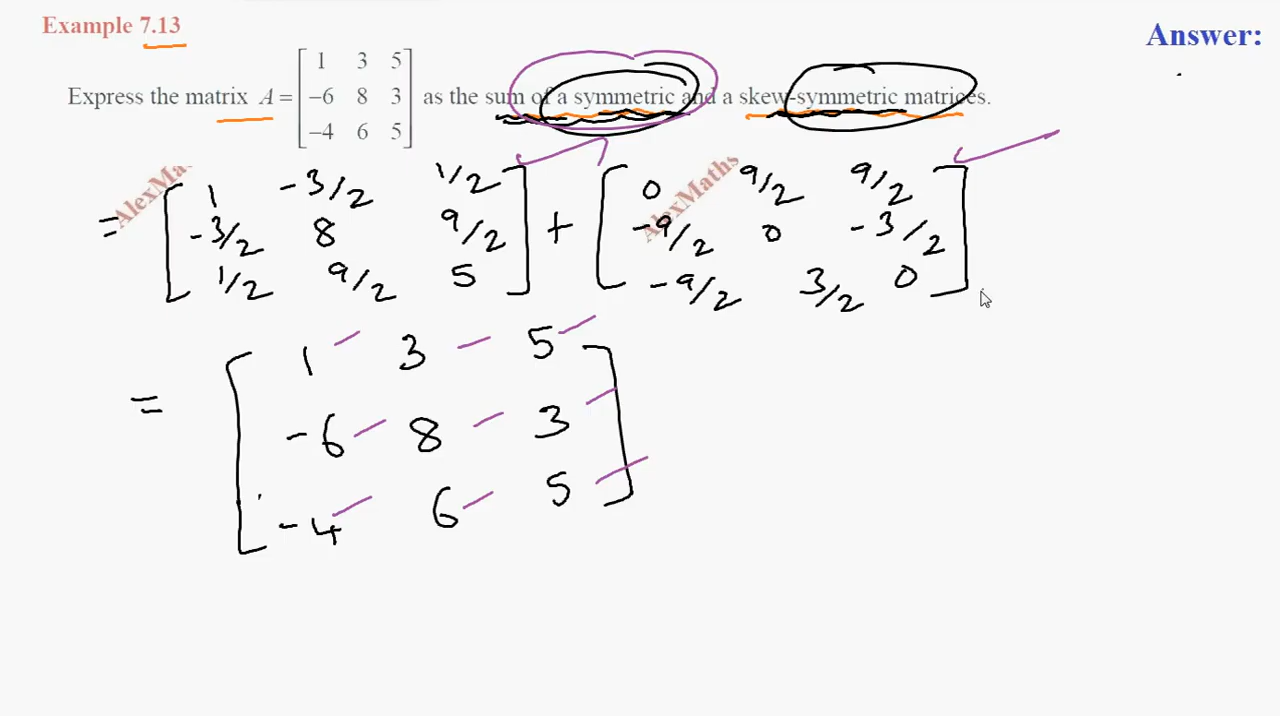 Example 7.13
Answer:
1 3 5
Express the matrix A = -6 8 3 as the sum of a symmetric and a skew-symmetric matrices.
-4 6 5
AlexMa AlexMaths
1 -3/2 1/2 0 9/2 9/2
= -3/2 8 9/2 + -9/2 0 -3/2
1/2 9/2 5 -9/2 3/2 0
1 3 5
= -6 8 3
-4 6 5